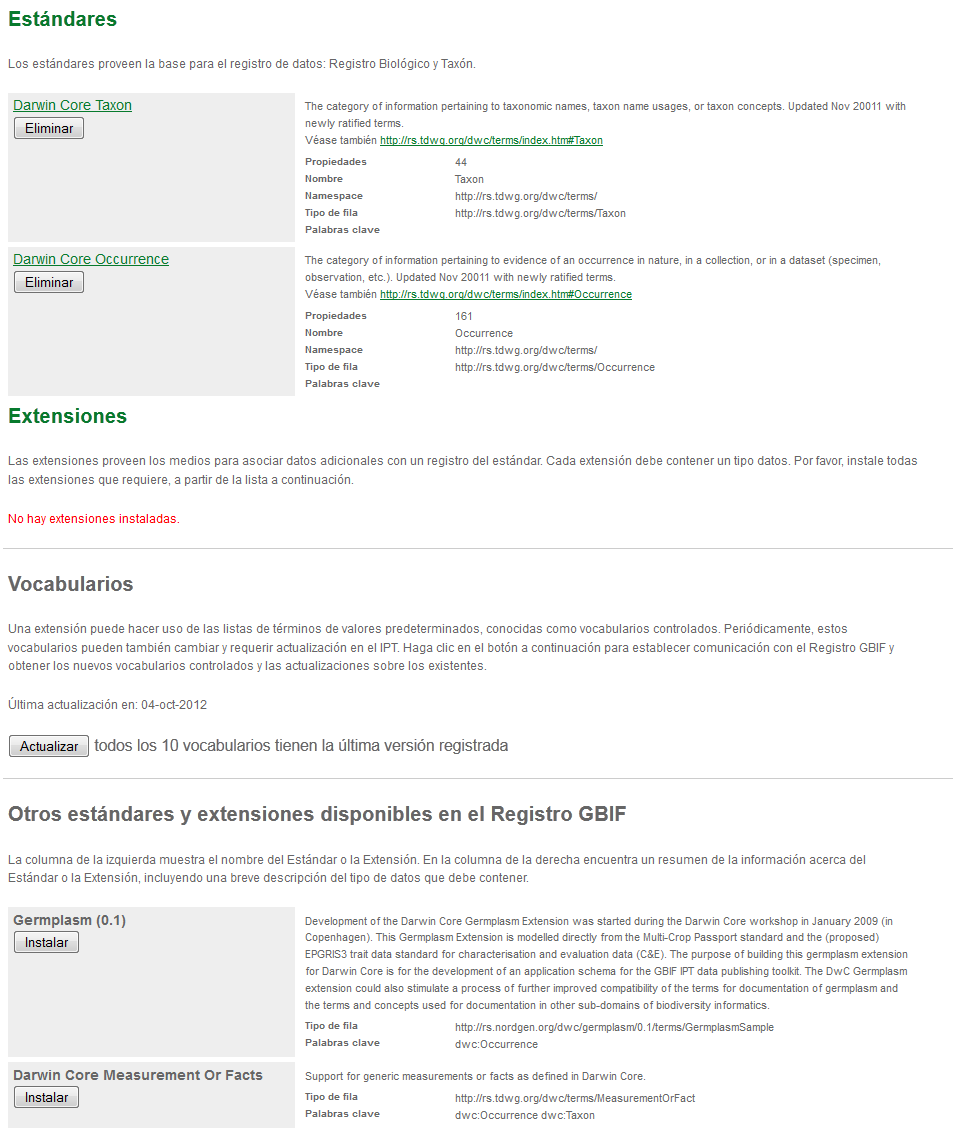 Estándares
Los estándares proveen la base para el registro de datos: Registro Biológico y Taxón.
Darwin Core Taxon
Eliminar
The category of information pertaining to taxonomic names, taxon name usages, or taxon concepts. Updated Nov 20011 with
newly ratified terms.
Véase también http://rs.tdwg.org/dwc/terms/index.htm#Taxon
Propiedades 44
Nombre Taxon
Namespace http://rs.tdwg.org/dwc/terms/
Tipo de fila http://rs.tdwg.org/dwc/terms/Taxon
Palabras clave
Darwin Core Occurrence
Eliminar
The category of information pertaining to evidence of an occurrence in nature, in a collection, or in a dataset (specimen,
observation, etc.). Updated Nov 20011 with newly ratified terms.
Véase también http://rs.tdwg.org/dwc/terms/index.htm#Occurrence
Propiedades 161
Nombre Occurrence
Namespace http://rs.tdwg.org/dwc/terms/
Tipo de fila http://rs.tdwg.org/dwc/terms/Occurrence
Palabras clave
Extensiones
Las extensiones proveen los medios para asociar datos adicionales con un registro del estándar. Cada extensión debe contener un tipo datos. Por favor, instale todas
las extensiones que requiere, a partir de la lista a continuación.
No hay extensiones instaladas.
Vocabularios
Una extensión puede hacer uso de las listas de términos de valores predeterminados, conocidas como vocabularios controlados. Periódicamente, estos
vocabularios pueden también cambiar y requerir actualización en el IPT. Haga clic en el botón a continuación para establecer comunicación con el Registro GBIF y
obtener los nuevos vocabularios controlados y las actualizaciones sobre los existentes.
Última actualización en: 04-oct-2012
Actualizar todos los 10 vocabularios tienen la última versión registrada
Otros estándares y extensiones disponibles en el Registro GBIF
La columna de la izquierda muestra el nombre del Estándar o la Extensión. En la columna de la derecha encuentra un resumen de la información acerca del
Estándar o la Extensión, incluyendo una breve descripción del tipo de datos que debe contener.
Germplasm (0.1)
Instalar
Development of the Darwin Core Germplasm Extension was started during the Darwin Core workshop in January 2009 (in
Copenhagen). This Germplasm Extension is modelled directly from the Multi-Crop Passport standard and the (proposed)
EPGRIS3 trait data standard for characterisation and evaluation data (C&E). The purpose of building this germplasm extension
for Darwin Core is for the development of an application schema for the GBIF IPT data publishing toolkit. The DwC Germplasm
extension could also stimulate a process of further improved compatibility of the terms for documentation of germplasm and
the terms and concepts used for documentation in other sub-domains of biodiversity informatics.
Tipo de fila http://rs.nordgen.org/dwc/germplasm/0.1/terms/GermplasmSample
Palabras clave dwc:Occurrence
Darwin Core Measurement Or Facts
Instalar
Support for generic measurements or facts as defined in Darwin Core.
Tipo de fila http://rs.tdwg.org/dwc/terms/MeasurementOrFact
Palabras clave dwc:Occurrence dwc:Taxon